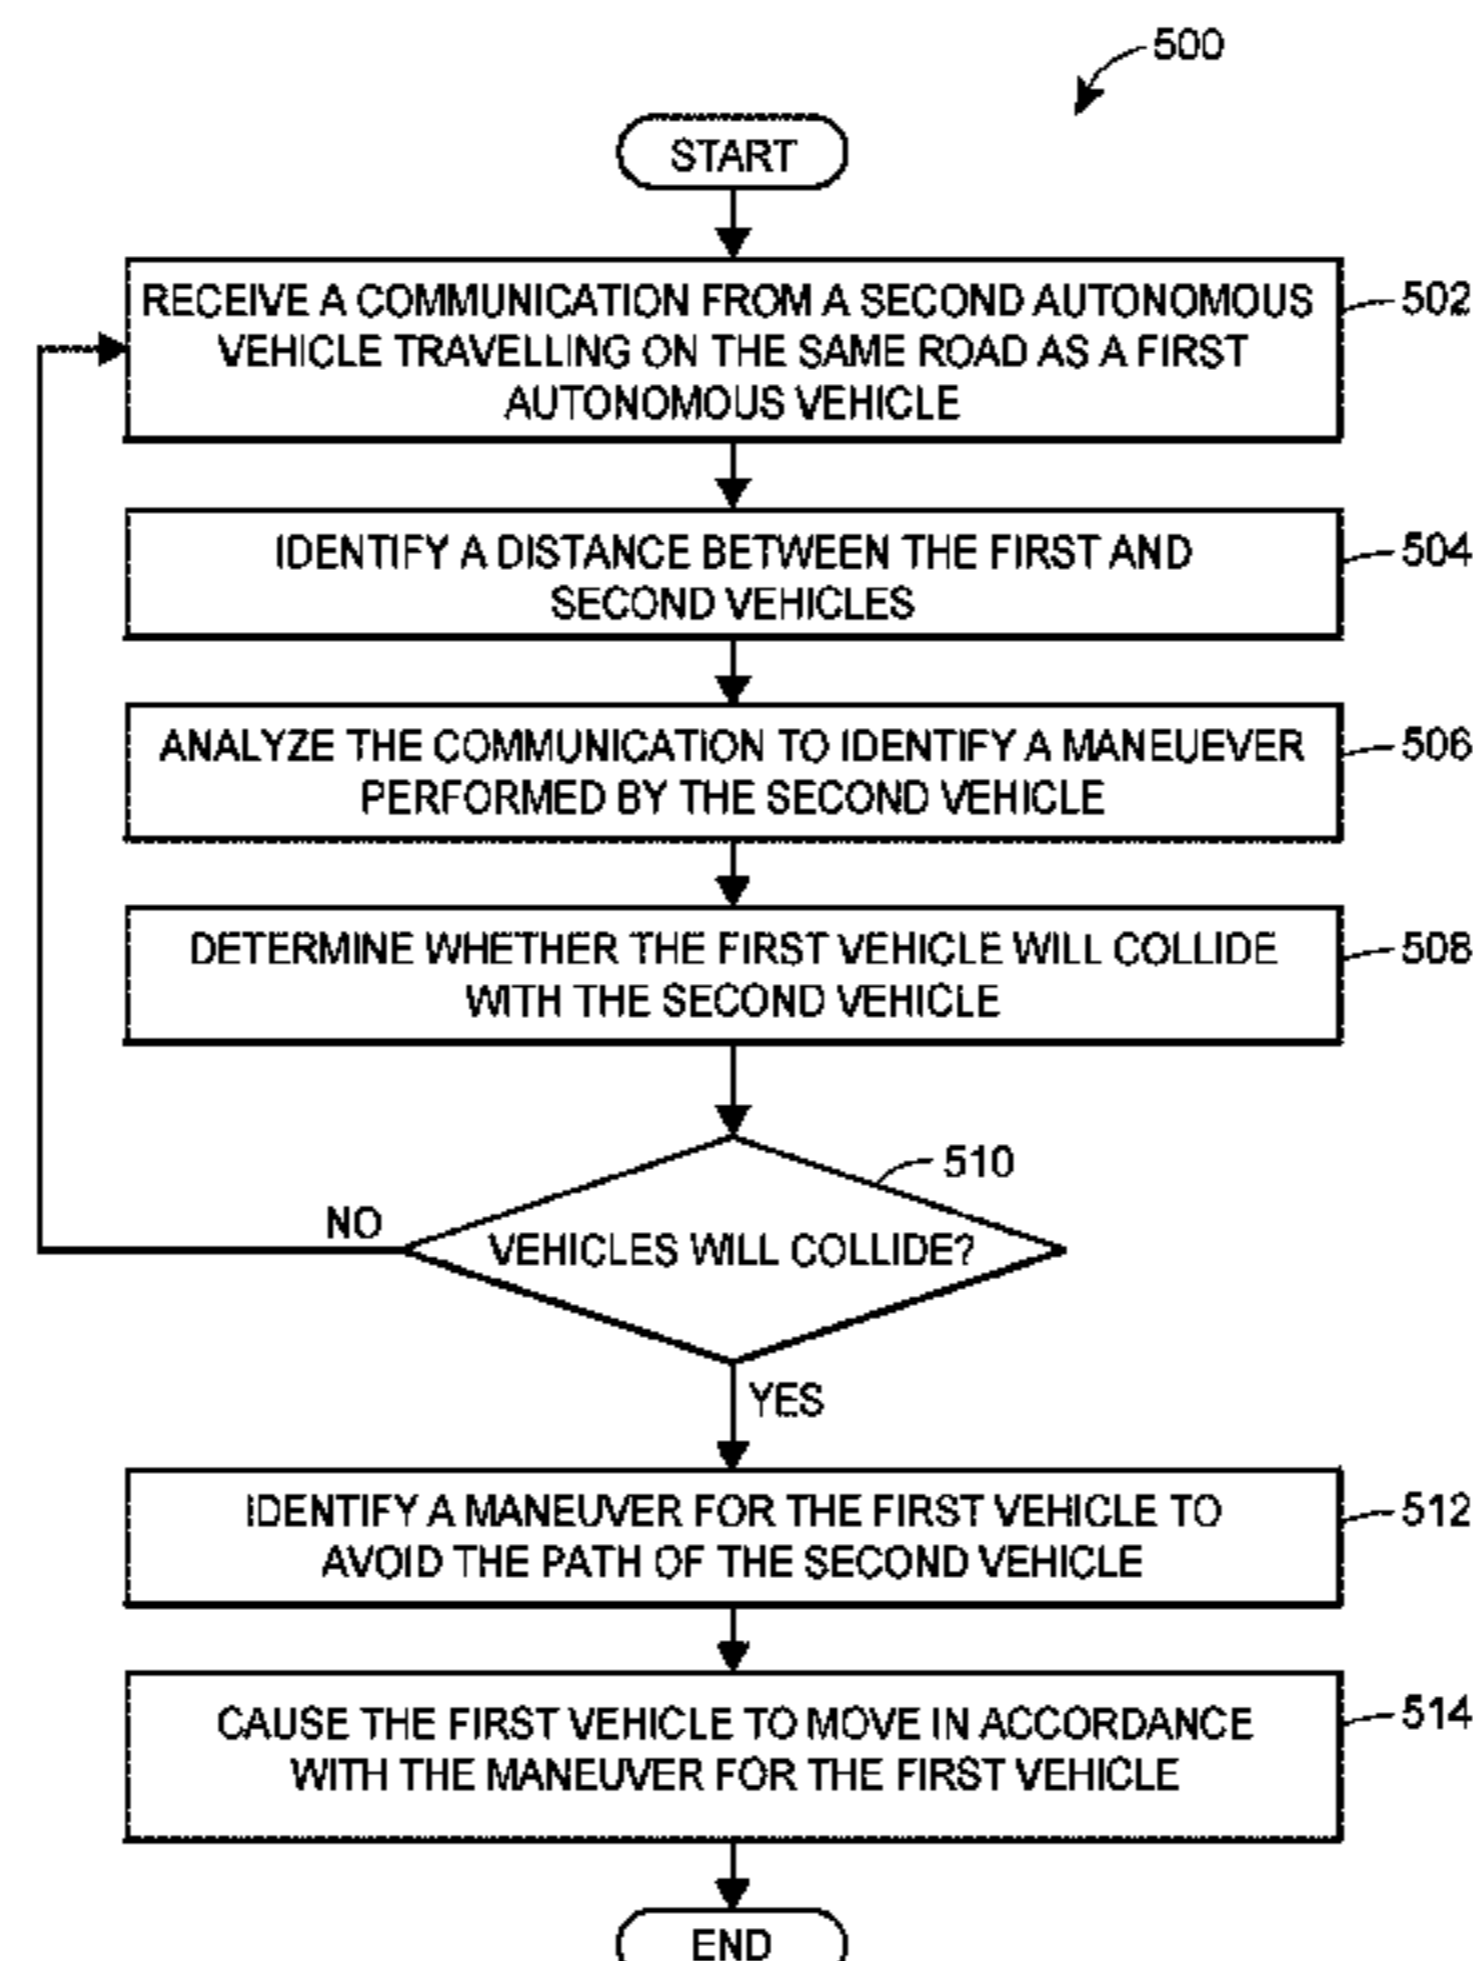 500
START
RECEIVE A COMMUNICATION FROM A SECOND AUTONOMOUS
VEHICLE TRAVELLING ON THE SAME ROAD AS A FIRST
AUTONOMOUS VEHICLE
502
IDENTIFY A DISTANCE BETWEEN THE FIRST AND
SECOND VEHICLES
504
ANALYZE THE COMMUNICATION TO IDENTIFY A MANEUEVER
PERFORMED BY THE SECOND VEHICLE
506
DETERMINE WHETHER THE FIRST VEHICLE WILL COLLIDE
WITH THE SECOND VEHICLE
508
510
NO
VEHICLES WILL COLLIDE?
YES
IDENTIFY A MANEUVER FOR THE FIRST VEHICLE TO
AVOID THE PATH OF THE SECOND VEHICLE
512
CAUSE THE FIRST VEHICLE TO MOVE IN ACCORDANCE
WITH THE MANEUVER FOR THE FIRST VEHICLE
514
END